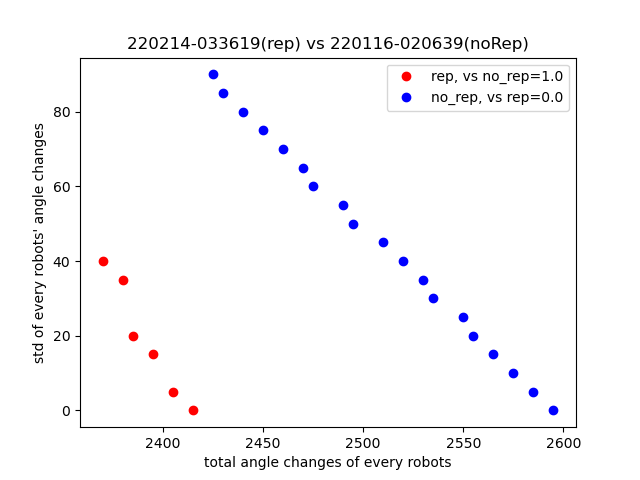 220214-033619(rep) vs 220116-020639(noRep)
rep, vs no_rep=1.0
no_rep, vs rep=0.0
std of every robots' angle changes
80
60
40
20
0
2400 2450 2500 2550 2600
total angle changes of every robots